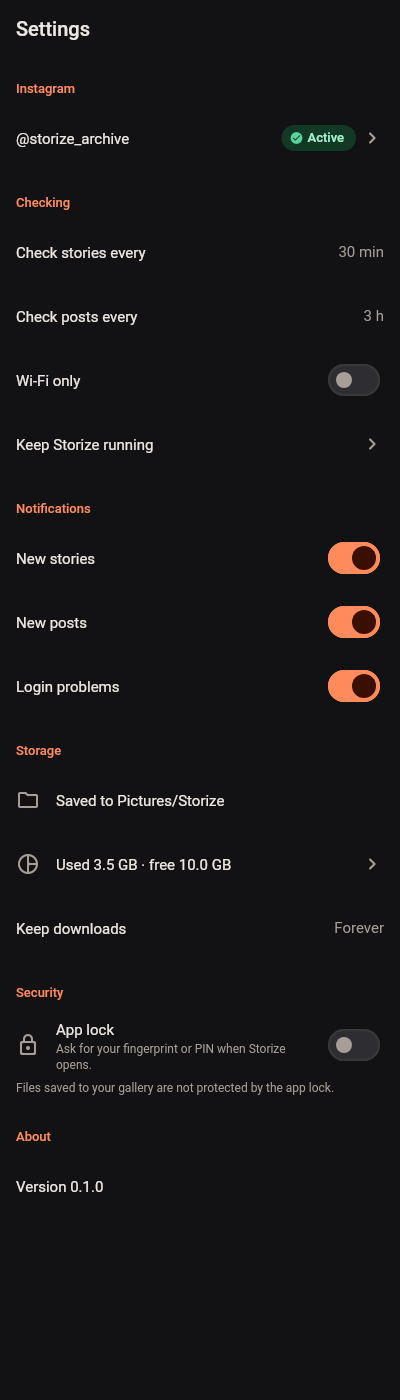 Settings
Instagram
@storize_archive
Active
Checking
Check stories every
30 min
Check posts every
3 h
Wi-Fi only
Keep Storize running
Notifications
New stories
New posts
Login problems
Storage
Saved to Pictures/Storize
Used 3.5 GB · free 10.0 GB
Keep downloads
Forever
Security
App lock
Ask for your fingerprint or PIN when Storize
opens.
Files saved to your gallery are not protected by the app lock.
About
Version 0.1.0